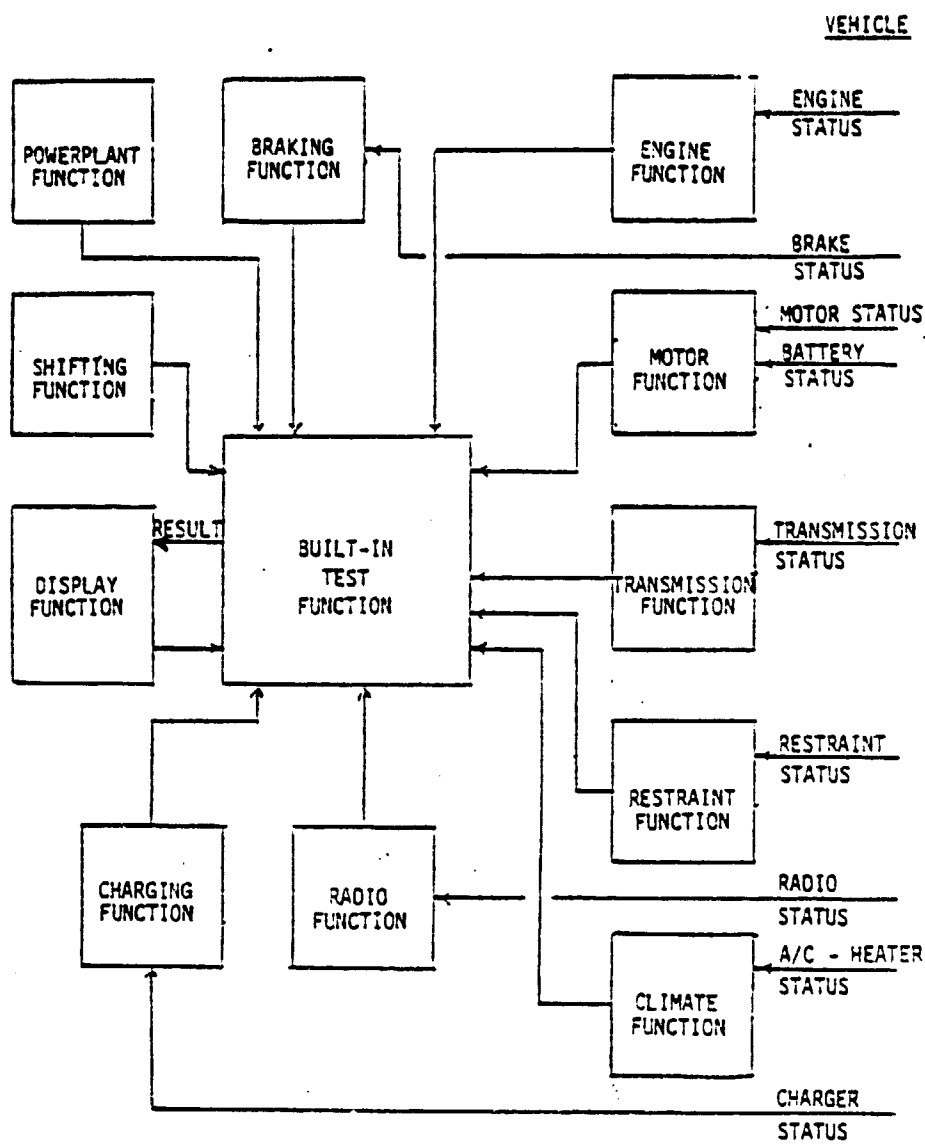 VEHICLE
POWERPLANT
FUNCTION
BRAKING
FUNCTION
ENGINE
FUNCTION
ENGINE
STATUS
BRAKE
STATUS
SHIFTING
FUNCTION
MOTOR
FUNCTION
MOTOR STATUS
BATTERY
STATUS
DISPLAY
FUNCTION
RESULT
BUILT-IN
TEST
FUNCTION
TRANSMISSION
FUNCTION
TRANSMISSION
STATUS
RESTRAINT
FUNCTION
RESTRAINT
STATUS
CHARGING
FUNCTION
RADIO
FUNCTION
RADIO
STATUS
CLIMATE
FUNCTION
A/C - HEATER
STATUS
CHARGER
STATUS